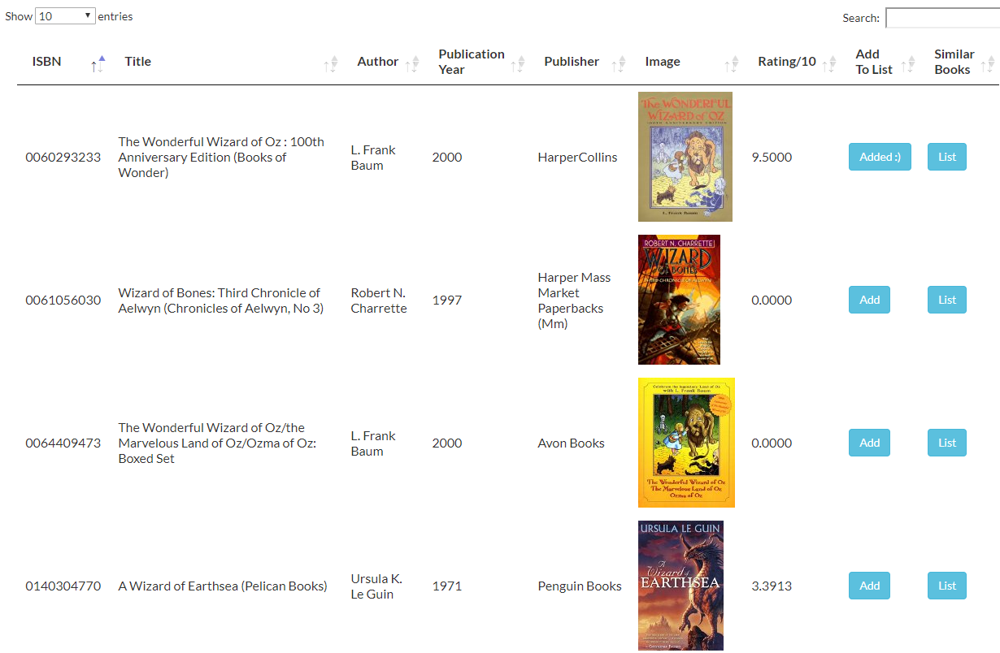 Show 10 entries
Search:
ISBN
Title
Author
Publication
Year
Publisher
Image
Rating/10
Add
To List
Similar
Books
0060293233
The Wonderful Wizard of Oz : 100th
Anniversary Edition (Books of
Wonder)
L. Frank
Baum
2000
HarperCollins
The WONDERFUL
WIZARD of OZ
100TH ANNIVERSARY EDITION
L. Frank Baum
9.5000
Added :)
List
0061056030
Wizard of Bones: Third Chronicle of
Aelwyn (Chronicles of Aelwyn, No 3)
Robert N.
Charrette
1997
Harper Mass
Market
Paperbacks
(Mm)
ROBERT N. CHARRETTE
WIZARD
OF BONES
THIRD CHRONICLE OF AELWYN
0.0000
Add
List
0064409473
The Wonderful Wizard of Oz/the
Marvelous Land of Oz/Ozma of Oz:
Boxed Set
L. Frank
Baum
2000
Avon Books
Celebrate the legendary Land of Oz
with L. Frank Baum
The Wonderful Wizard of Oz
The Marvelous Land of Oz
Ozma of Oz
0.0000
Add
List
0140304770
A Wizard of Earthsea (Pelican Books)
Ursula K.
Le Guin
1971
Penguin Books
URSULA LE GUIN
A
Wizard of
EARTHSEA
3.3913
Add
List